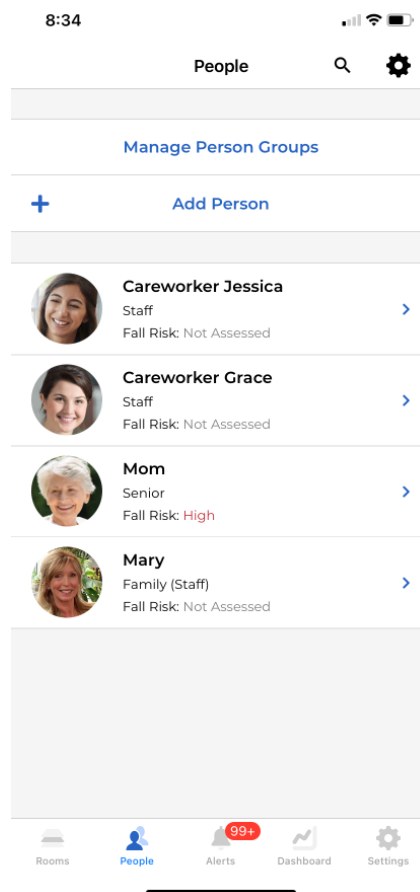 8:34
People
Manage Person Groups
+ Add Person
Careworker Jessica
Staff
Fall Risk: Not Assessed
Careworker Grace
Staff
Fall Risk: Not Assessed
Mom
Senior
Fall Risk: High
Mary
Family (Staff)
Fall Risk: Not Assessed
99+
Rooms People Alerts Dashboard Settings